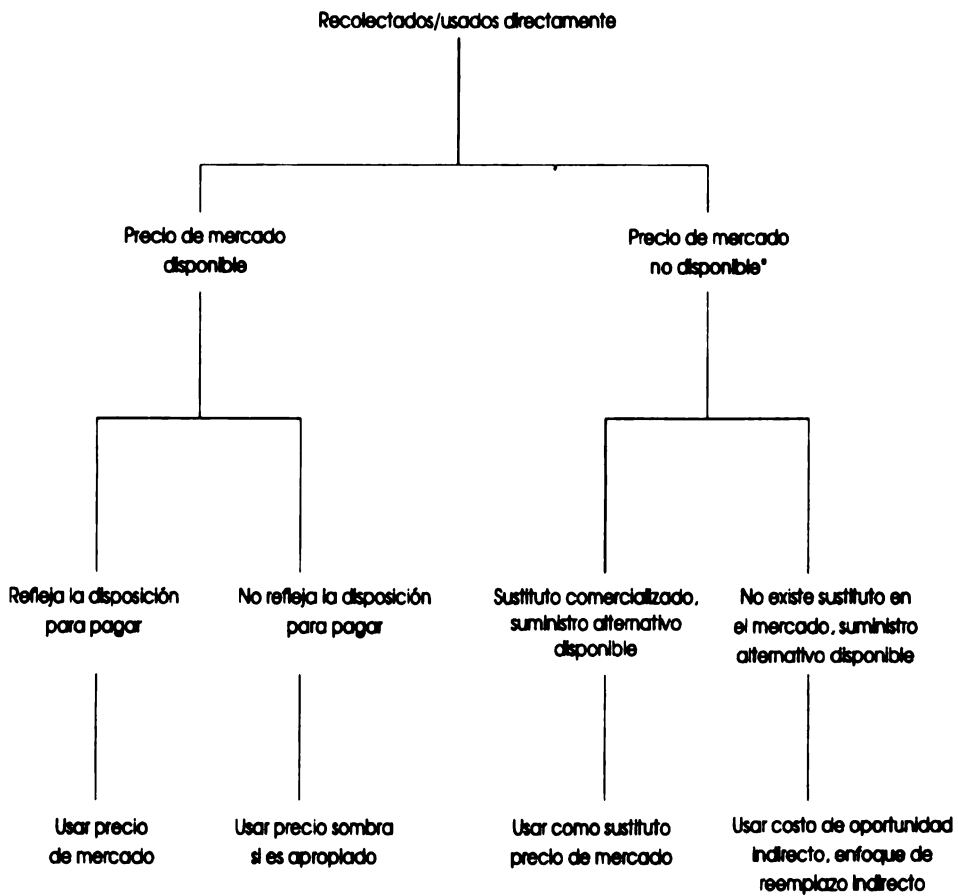 Recolectados/usados directamente
Precio de mercado
disponible
Precio de mercado
no disponible*
Refleja la disposición
para pagar
No refleja la disposición
para pagar
Sustituto comercializado,
suministro alternativo
disponible
No existe sustituto en
el mercado, suministro
alternativo disponible
Usar precio
de mercado
Usar precio sombra
si es apropiado
Usar como sustituto
precio de mercado
Usar costo de oportunidad
indirecto, enfoque de
reemplazo indirecto